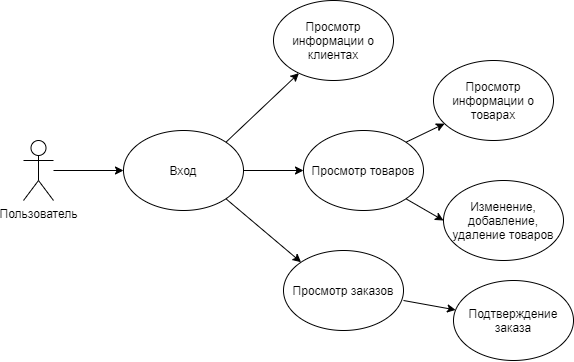 Просмотр
информации о
клиентах
Просмотр
информации о
товарах
Вход
Просмотр товаров
Пользователь
Изменение,
добавление,
удаление товаров
Просмотр заказов
Подтверждение
заказа